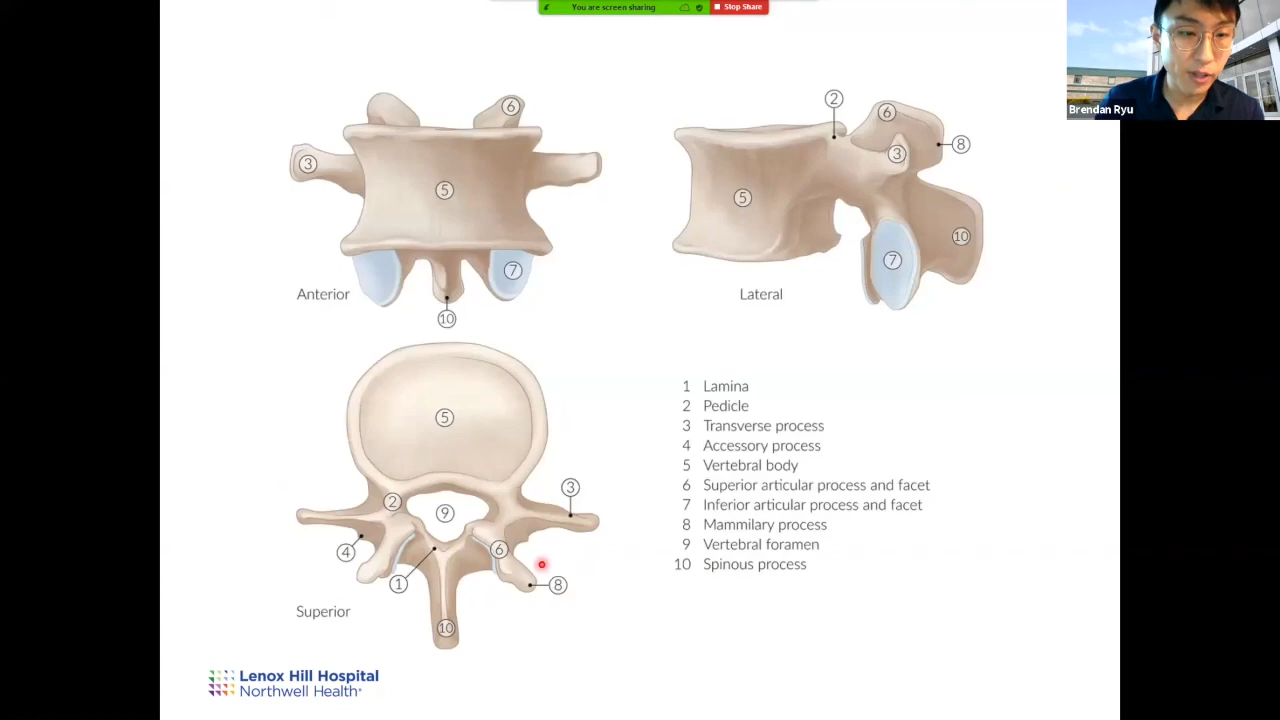 You are screen sharing
Stop Share
Brendan Ryu
6
3
5
7
10
Anterior
2
6
8
3
5
10
7
Lateral
5
2
9
3
4
6
1
8
10
Superior
1 Lamina
2 Pedicle
3 Transverse process
4 Accessory process
5 Vertebral body
6 Superior articular process and facet
7 Inferior articular process and facet
8 Mammilary process
9 Vertebral foramen
10 Spinous process
Lenox Hill Hospital
Northwell Health